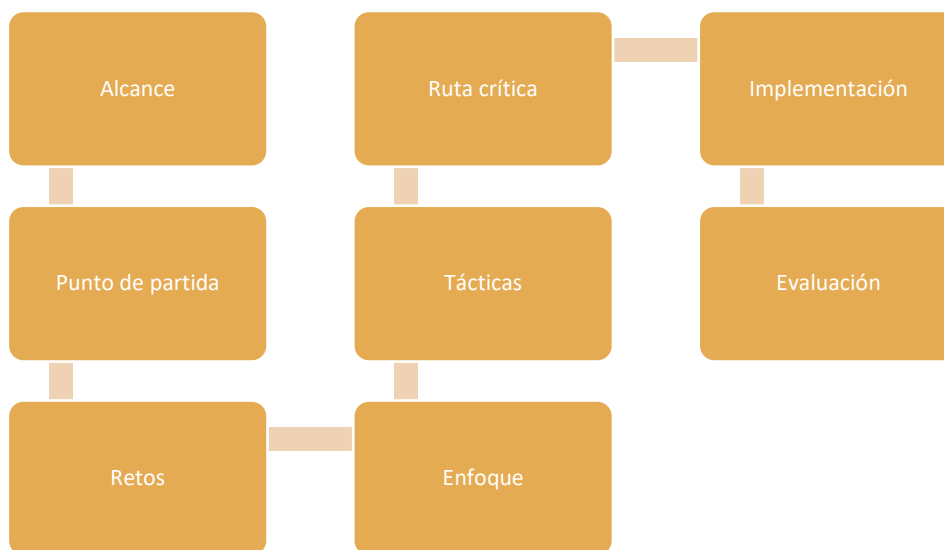 Alcance
Punto de partida
Retos
Enfoque
Tácticas
Ruta crítica
Implementación
Evaluación